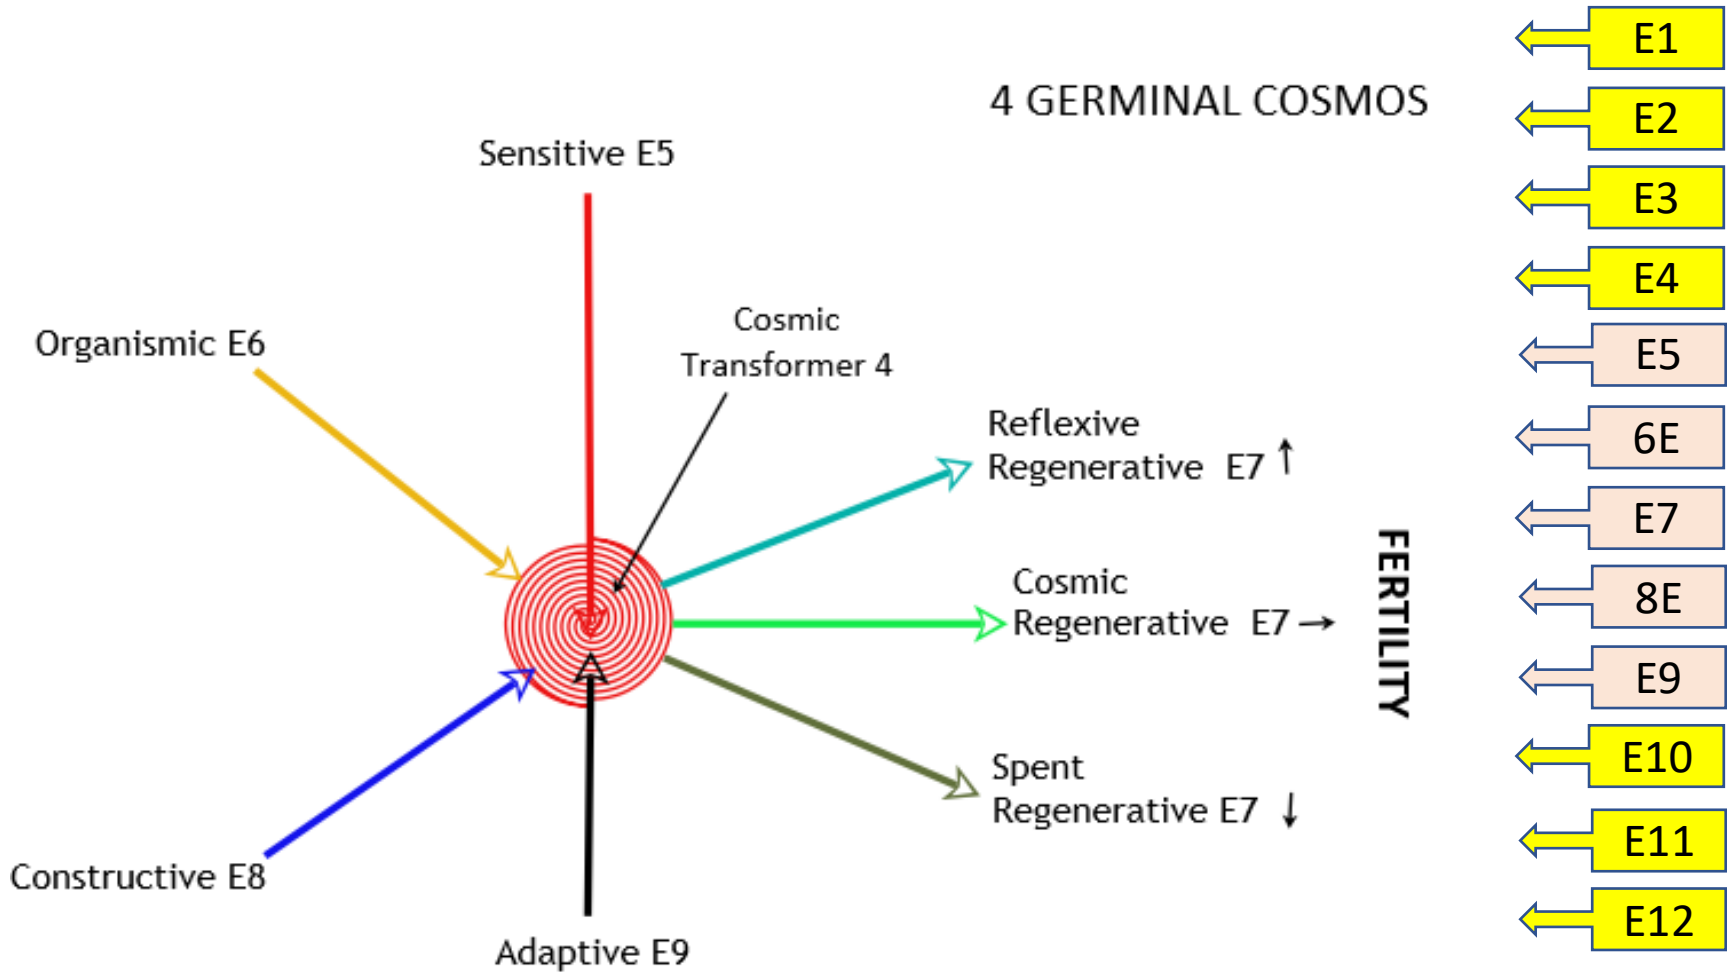 4 GERMINAL COSMOS
Sensitive E5
Organismic E6
Cosmic
Transformer 4
Reflexive
Regenerative E7 ↑
Cosmic
Regenerative E7 →
Spent
Regenerative E7 ↓
Constructive E8
Adaptive E9
FERTILITY
E1
E2
E3
E4
E5
6E
E7
8E
E9
E10
E11
E12